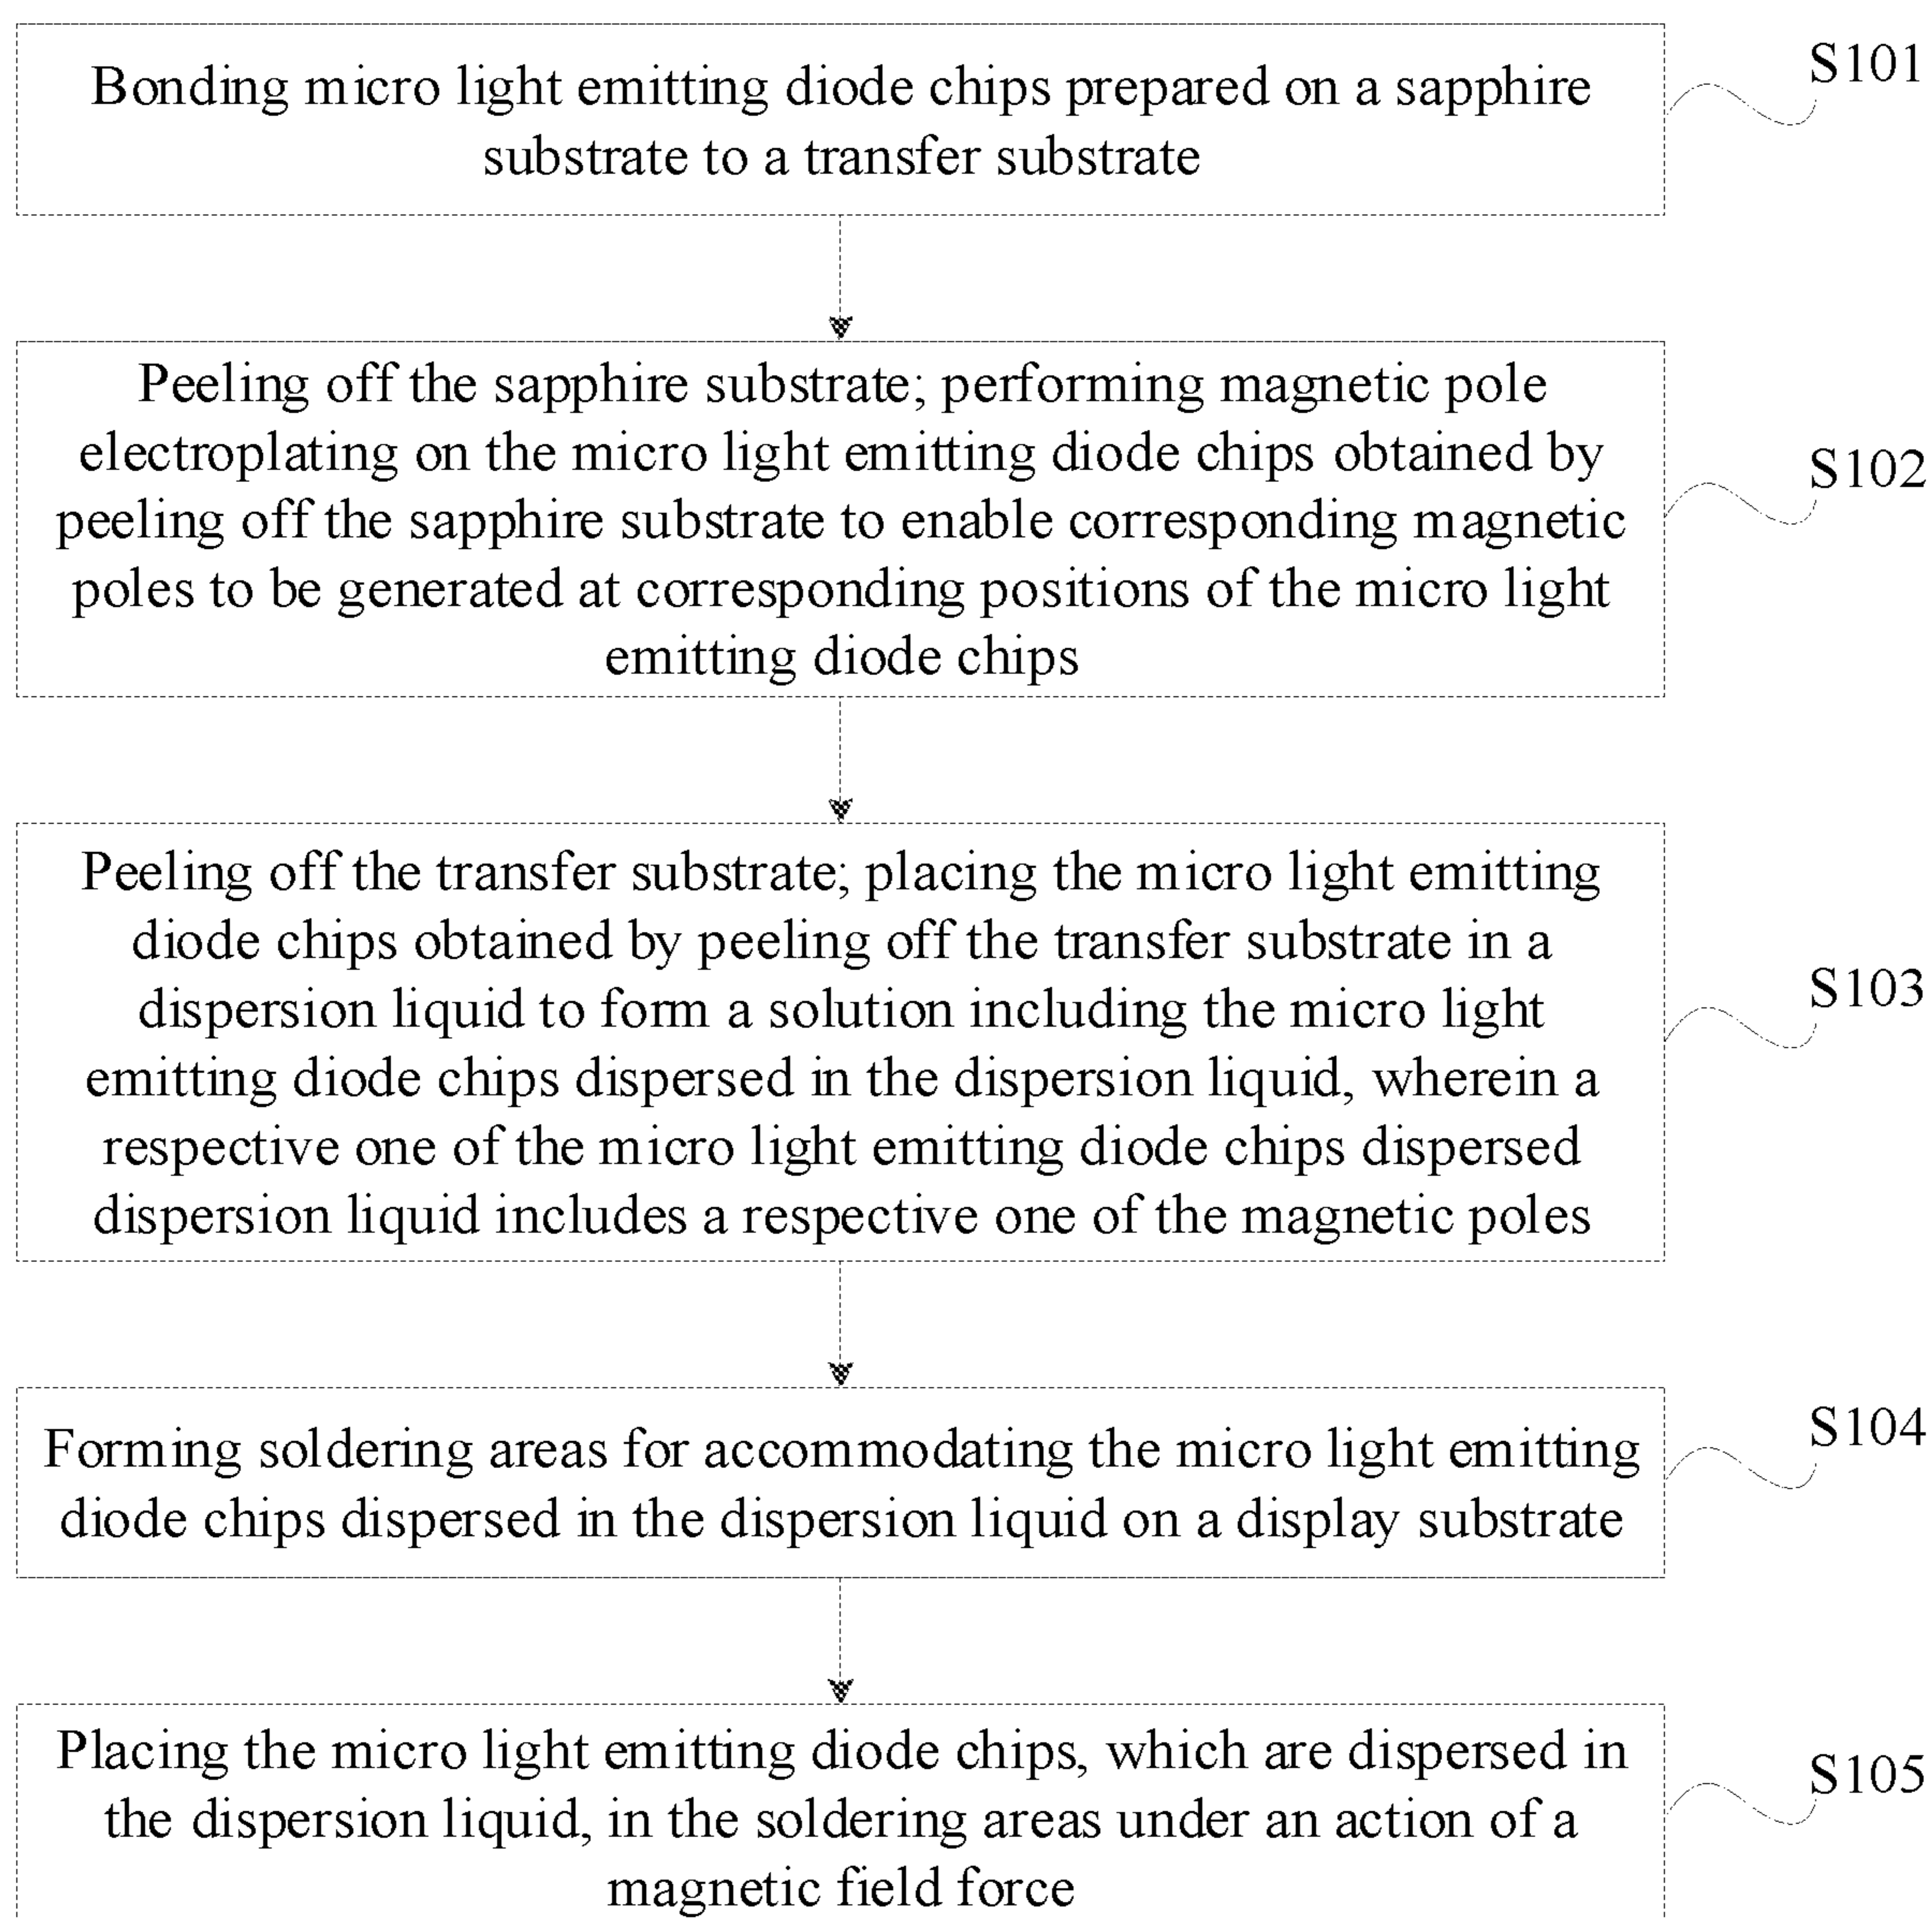 Bonding micro light emitting diode chips prepared on a sapphire
substrate to a transfer substrate
S101
Peeling off the sapphire substrate; performing magnetic pole
electroplating on the micro light emitting diode chips obtained by
peeling off the sapphire substrate to enable corresponding magnetic
poles to be generated at corresponding positions of the micro light
emitting diode chips
S102
Peeling off the transfer substrate; placing the micro light emitting
diode chips obtained by peeling off the transfer substrate in a
dispersion liquid to form a solution including the micro light
emitting diode chips dispersed in the dispersion liquid, wherein a
respective one of the micro light emitting diode chips dispersed
dispersion liquid includes a respective one of the magnetic poles
S103
Forming soldering areas for accommodating the micro light emitting
diode chips dispersed in the dispersion liquid on a display substrate
S104
Placing the micro light emitting diode chips, which are dispersed in
the dispersion liquid, in the soldering areas under an action of a
magnetic field force
S105